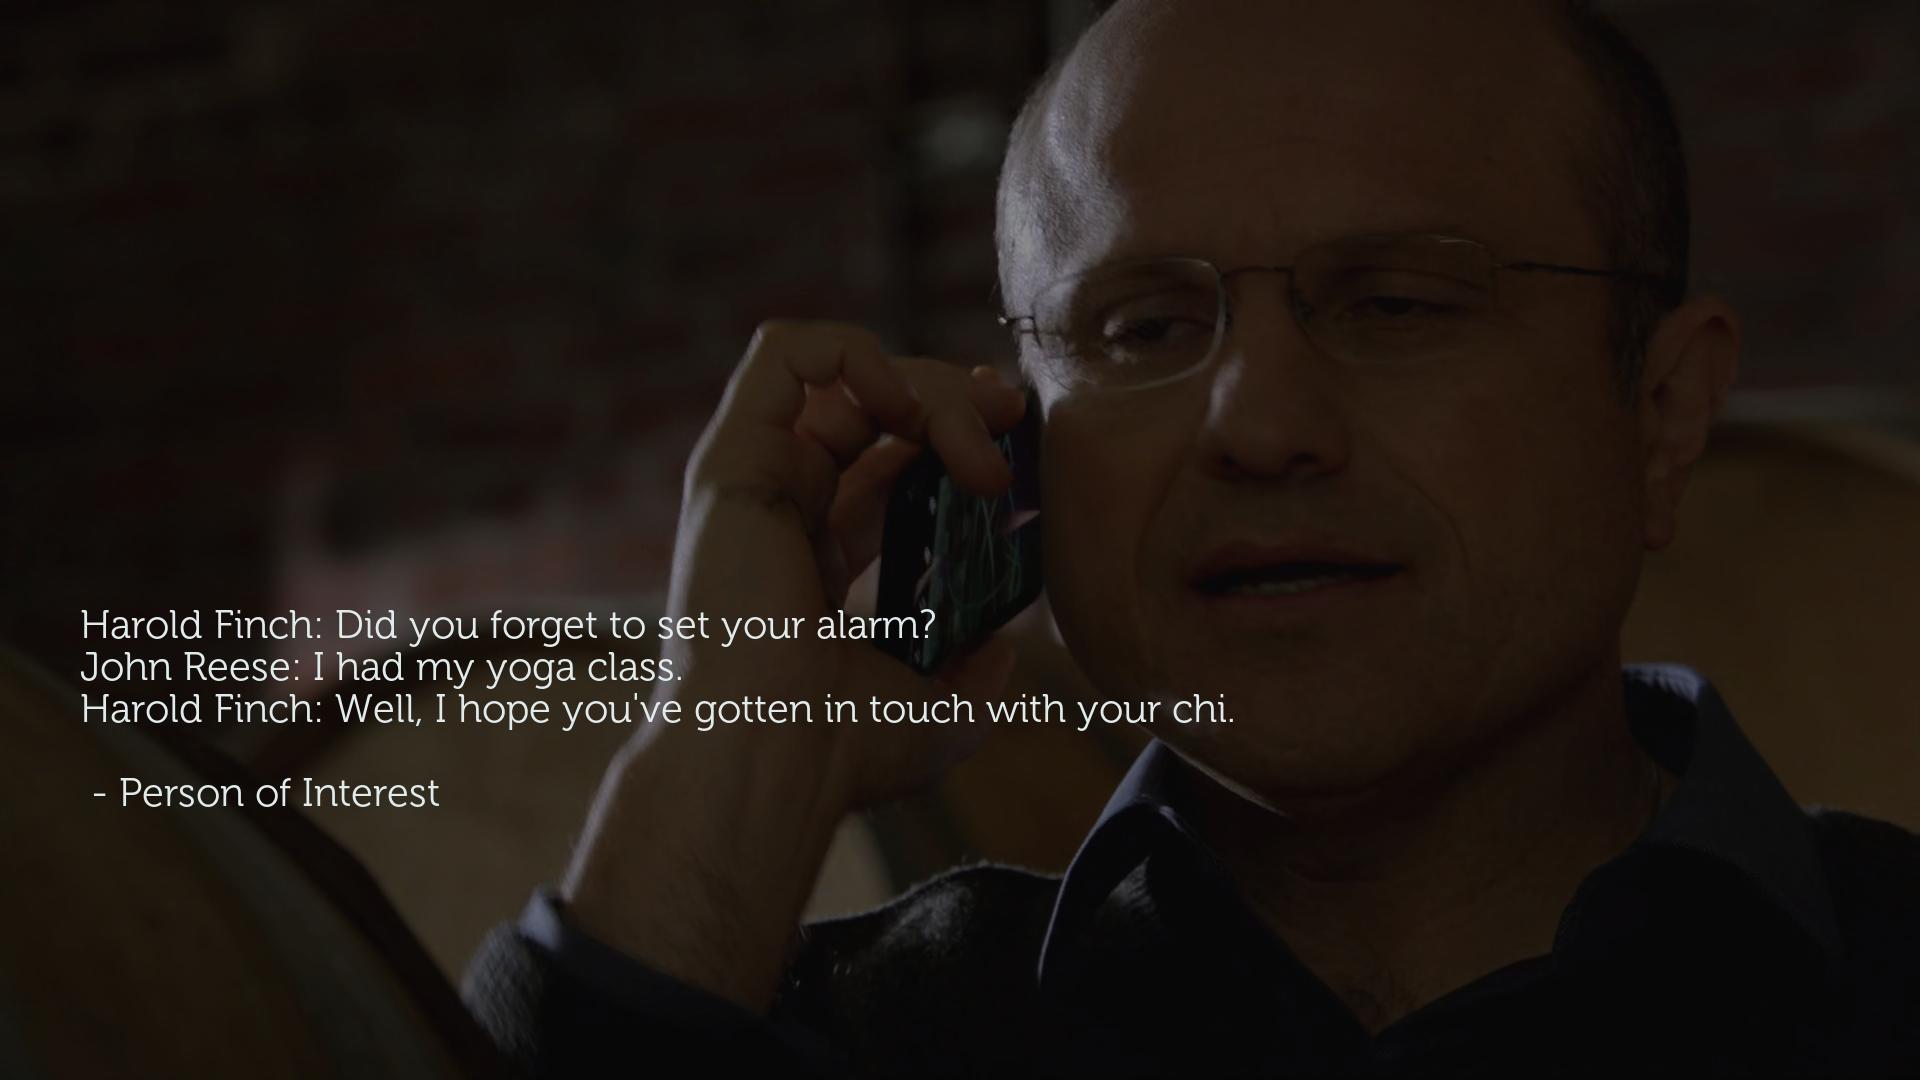 Harold Finch: Did you forget to set your alarm?
John Reese: I had my yoga class.
Harold Finch: Well, I hope you've gotten in touch with your chi.
- Person of Interest